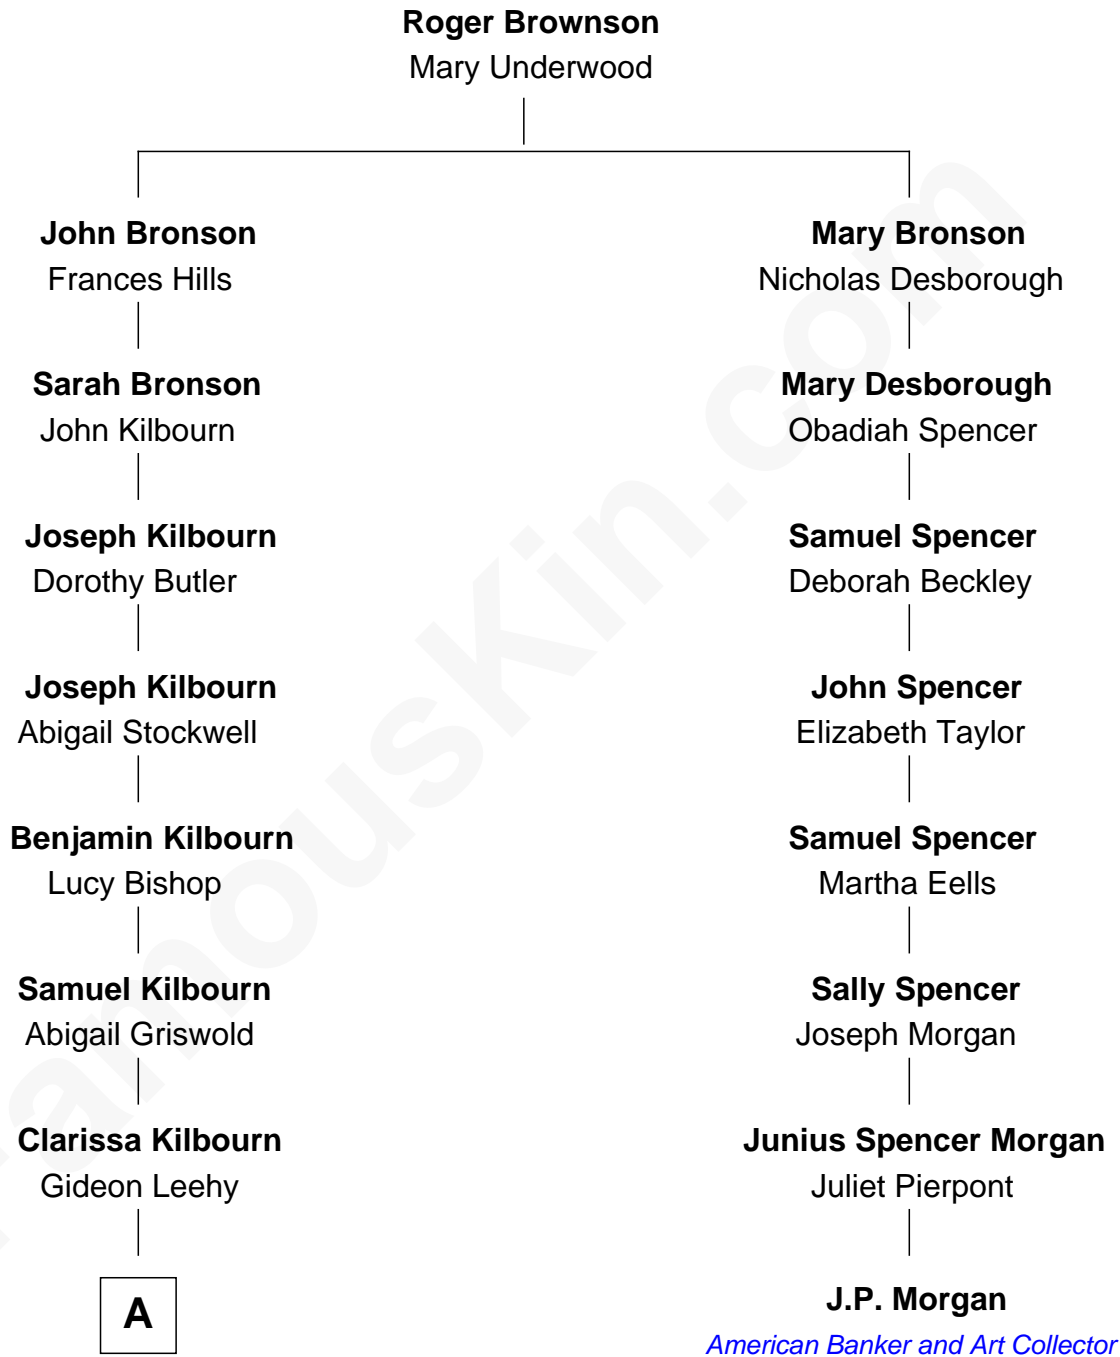 Roger Brownson
Mary Underwood
John Bronson
Frances Hills
Mary Bronson
Nicholas Desborough
Sarah Bronson
John Kilbourn
Mary Desborough
Obadiah Spencer
Joseph Kilbourn
Dorothy Butler
Samuel Spencer
Deborah Beckley
Joseph Kilbourn
Abigail Stockwell
John Spencer
Elizabeth Taylor
Benjamin Kilbourn
Lucy Bishop
Samuel Spencer
Martha Eells
Samuel Kilbourn
Abigail Griswold
Sally Spencer
Joseph Morgan
Clarissa Kilbourn
Gideon Leehy
Junius Spencer Morgan
Juliet Pierpont
A
J.P. Morgan
American Banker and Art Collector
FamousKin.com